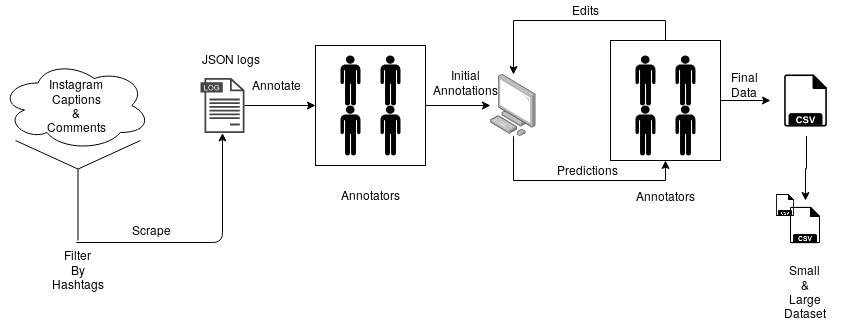 Edits
JSON logs
Instagram
Captions
&
Comments
LOG
Annotate
Initial
Annotations
Final
Data
CSV
Predictions
Annotators
Annotators
Scrape
Filter
By
Hashtags
CSV
Small
&
Large
Dataset